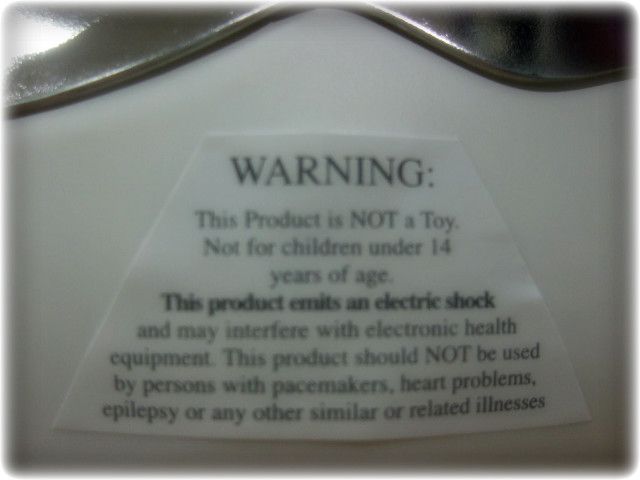 WARNING:
This Product is NOT a Toy.
Not for children under 14
years of age.
This product emits an electric shock
and may interfere with electronic health
equipment. This product should NOT be used
by persons with pacemakers, heart problems,
epilepsy or any other similar or related illnesses